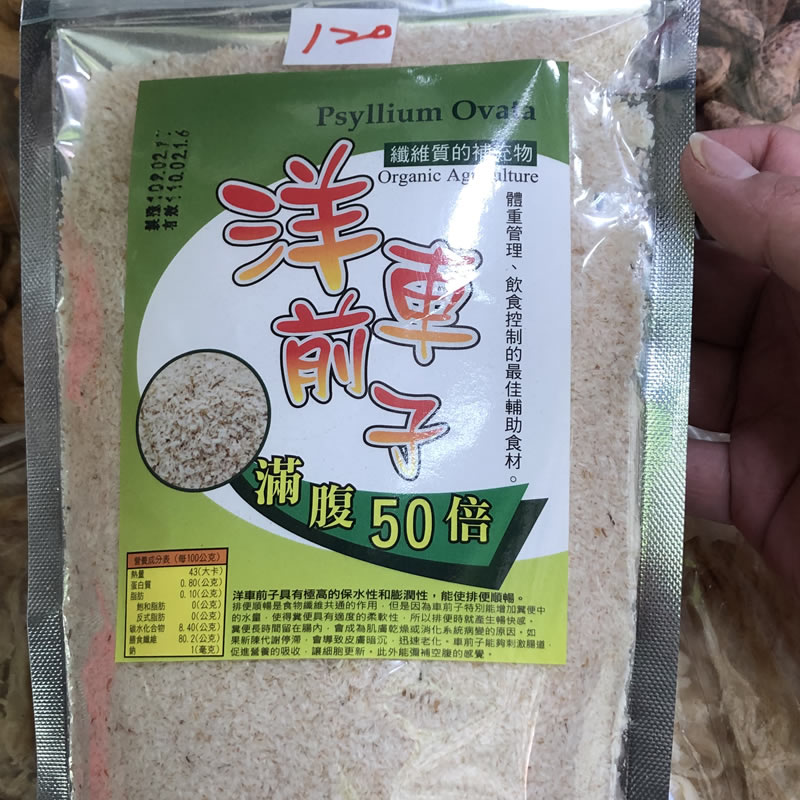 120
Psyllium Ovata
纖維質的補充物
Organic Agriculture
製造109.02.17
有效110.02.16
洋車前子
體重管理、飲食控制的最佳輔助食材。
滿腹50倍
營養成分表(每100公克)
熱量 43(大卡)
蛋白質 0.80(公克)
脂肪 0.10(公克)
飽和脂肪 0(公克)
反式脂肪 0(公克)
碳水化合物 8.40(公克)
膳食纖維 80.2(公克)
鈉 1(毫克)
洋車前子具有極高的保水性和膨潤性，能使排便順暢。
排便順暢是食物纖維共通的作用．但是因為車前子特別能增加糞便中
的水量．使得糞便具有適度的柔軟性．所以排便時就產生暢快感。
糞便長時間留在腸內．會成為肌膚乾燥或消化系統病變的原因。如
果新陳代謝停滯．會導致皮膚暗沉、迅速老化。車前子能夠刺激腸道．
促進營養的吸收．讓細胞更新。此外能彌補空腹的感覺。